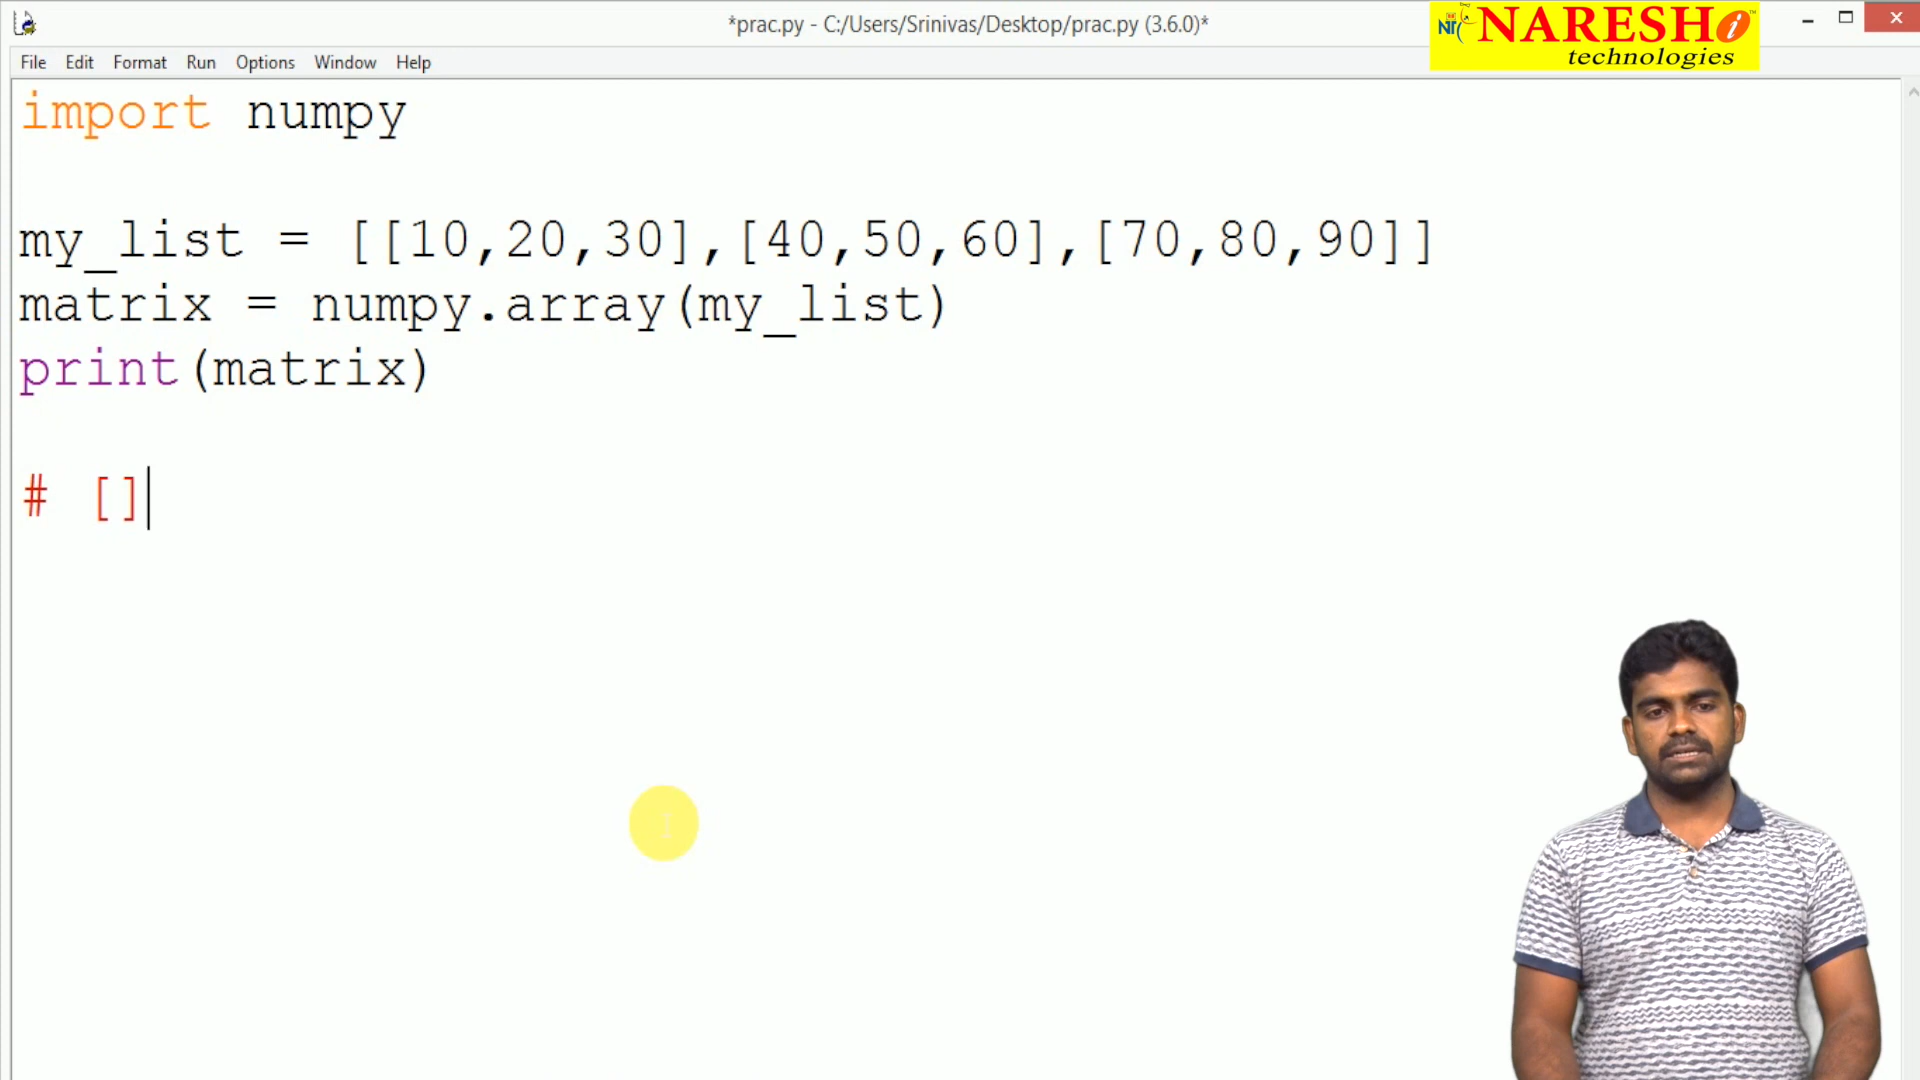 *prac.py - C:/Users/Srinivas/Desktop/prac.py (3.6.0)*
NARESHi
technologies
File Edit Format Run Options Window Help
import numpy
my_list = [[10,20,30],[40,50,60],[70,80,90]]
matrix = numpy.array(my_list)
print(matrix)
# []